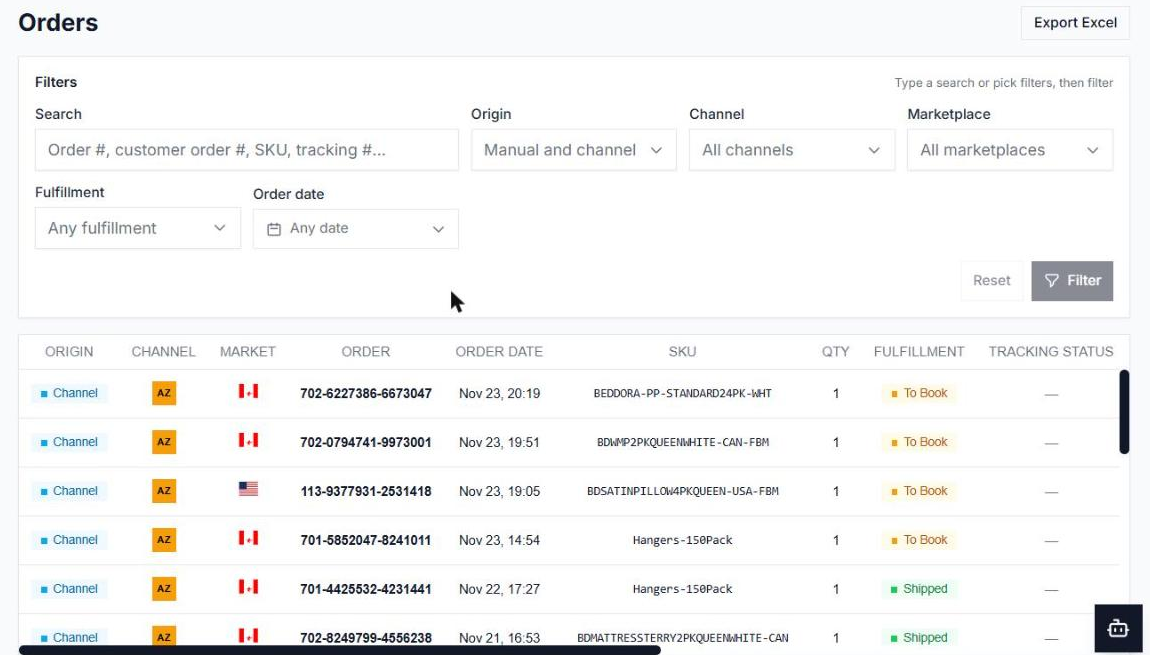 Orders
Export Excel
Filters
Type a search or pick filters, then filter
Search
Origin
Channel
Marketplace
Order #, customer order #, SKU, tracking #...
Manual and channel
All channels
All marketplaces
Fulfillment
Order date
Any fulfillment
Any date
Reset
Filter
ORIGIN CHANNEL MARKET ORDER ORDER DATE SKU QTY FULFILLMENT TRACKING STATUS
Channel AZ 702-6227386-6673047 Nov 23, 20:19 BEDDORA-PP-STANDARD24PK-WHT 1 To Book —
Channel AZ 702-0794741-9973001 Nov 23, 19:51 BDWMP2PKQUEENWHITE-CAN-FBM 1 To Book —
Channel AZ 113-9377931-2531418 Nov 23, 19:05 BDSATINPILLOW4PKQUEEN-USA-FBM 1 To Book —
Channel AZ 701-5852047-8241011 Nov 23, 14:54 Hangers-150Pack 1 To Book —
Channel AZ 701-4425532-4231441 Nov 22, 17:27 Hangers-150Pack 1 Shipped —
Channel AZ 702-8249799-4556238 Nov 21, 16:53 BDMATTRESSTERRY2PKQUEENWHITE-CAN 1 Shipped —